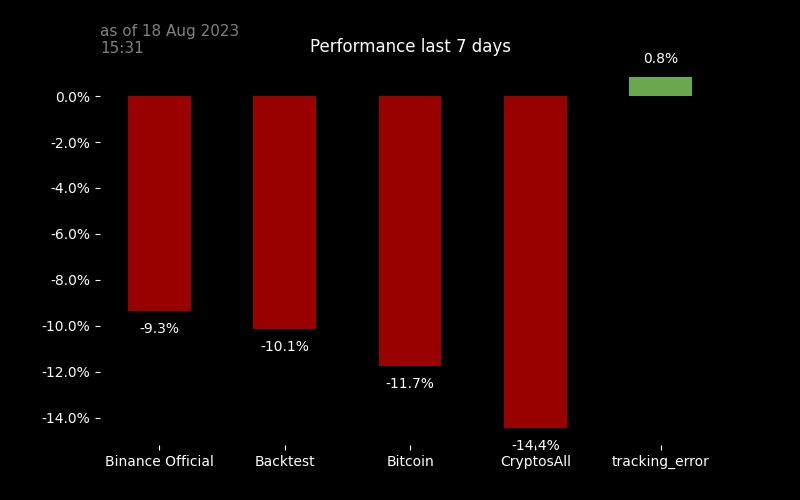 as of 18 Aug 2023
15:31
Performance last 7 days
0.8%
0.0%
-2.0%
-4.0%
-6.0%
-8.0%
-10.0%
-12.0%
-14.0%
-9.3%
-10.1%
-11.7%
-14.4%
Binance Official
Backtest
Bitcoin
CryptosAll
tracking_error